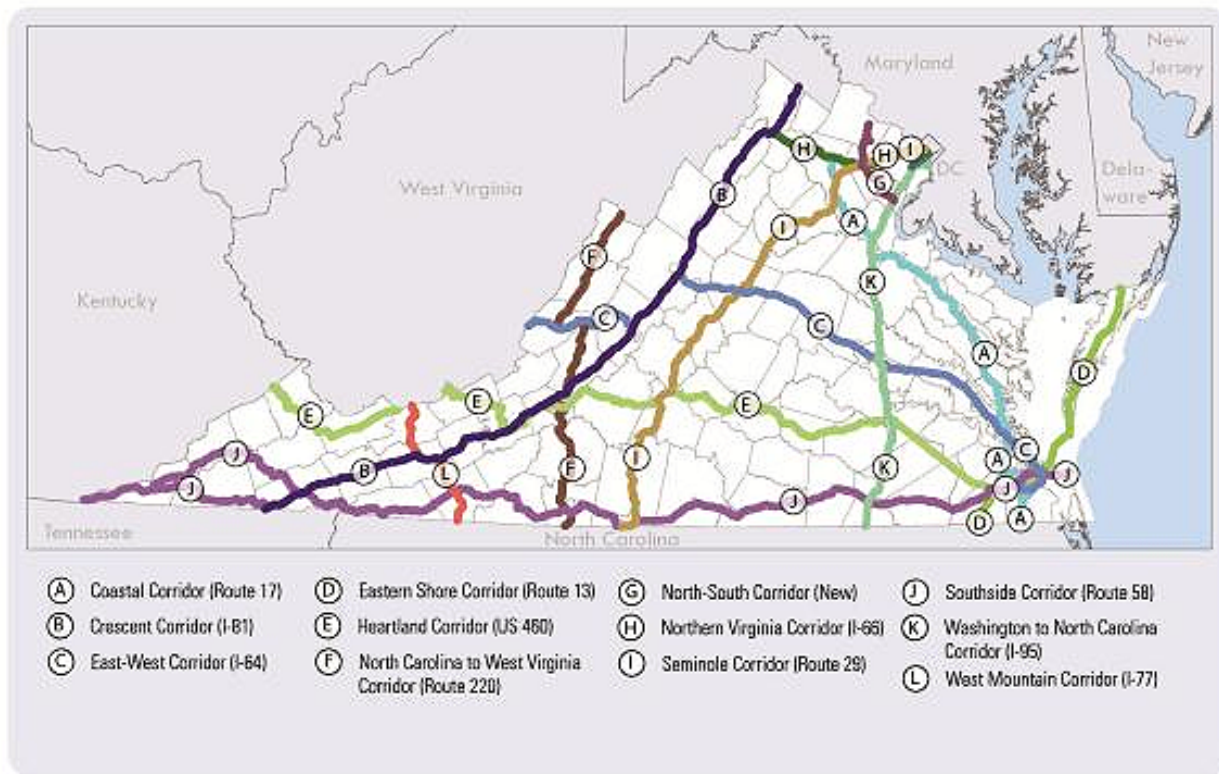 New
Jersey
Maryland
H
H
I
DC
West Virginia
B
G
Dela-
ware
I
A
F
K
Kentucky
C
C
A
D
E
E
E
J
B
L
F
I
K
A
C
J
J
J
J
D
A
Tennessee
North Carolina
A Coastal Corridor (Route 17)
B Crescent Corridor (I-81)
C East-West Corridor (I-64)
D Eastern Shore Corridor (Route 13)
E Heartland Corridor (US 460)
F North Carolina to West Virginia
Corridor (Route 220)
G North-South Corridor (New)
H Northern Virginia Corridor (I-66)
I Seminole Corridor (Route 29)
J Southside Corridor (Route 58)
K Washington to North Carolina
Corridor (I-95)
L West Mountain Corridor (I-77)